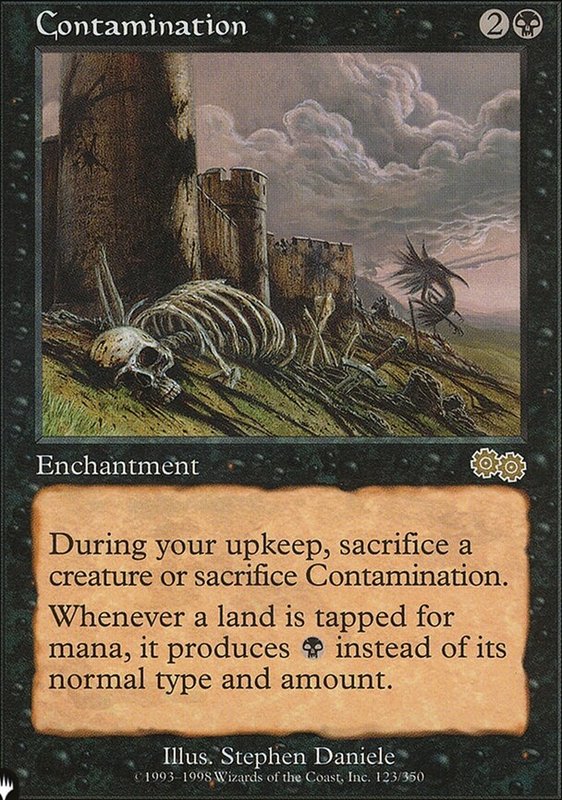 Contamination 2
Enchantment
During your upkeep, sacrifice a
creature or sacrifice Contamination.
Whenever a land is tapped for
mana, it produces instead of its
normal type and amount.
Illus. Stephen Daniele
©1993–1998 Wizards of the Coast, Inc. 123/350